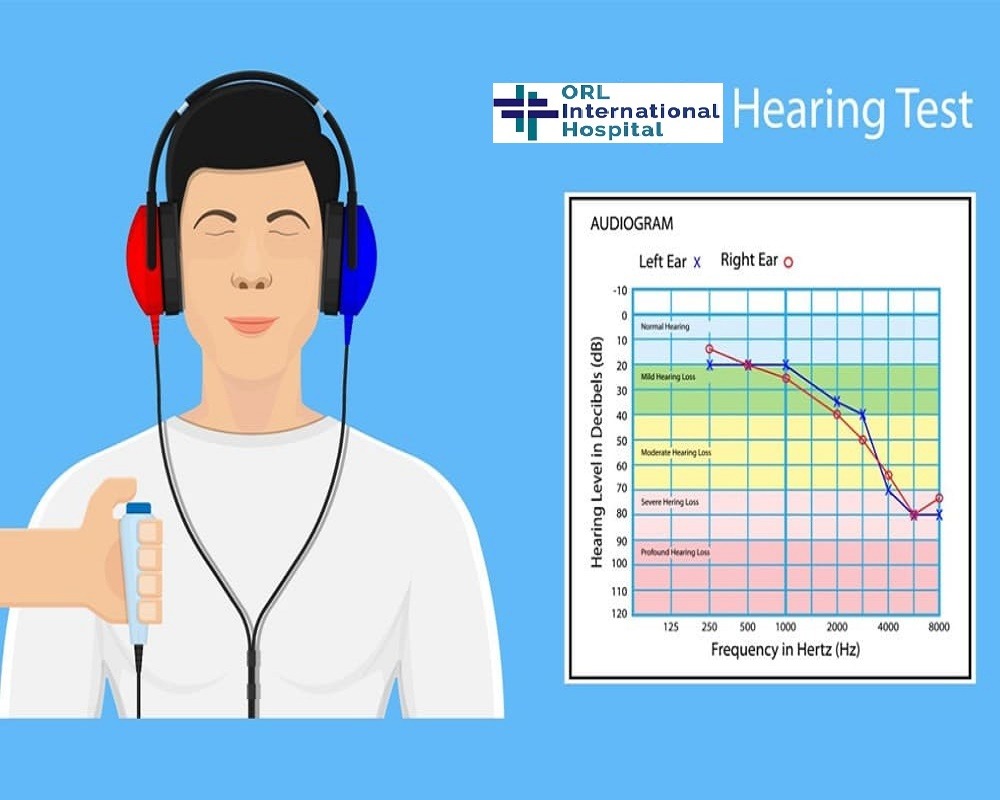 ORL
International
Hospital
Hearing Test
AUDIOGRAM
Left Ear x Right Ear o
Hearing Level in Decibels (dB)
-10
0
Normal Hearing
10
20
Mild Hearing Loss
30
40
50
Moderate Hearing Loss
60
70
Severe Hering Loss
80
90
Profound Hearing Loss
100
110
120
125 250 500 1000 2000 4000 8000
Frequency in Hertz (Hz)